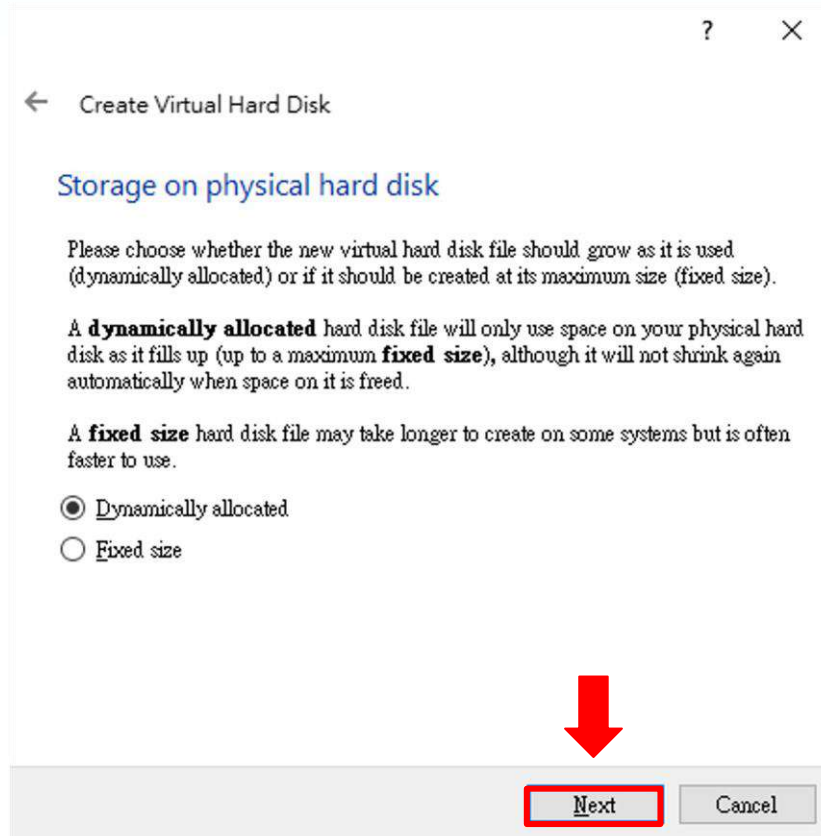 ?
Create Virtual Hard Disk
Storage on physical hard disk
Please choose whether the new virtual hard disk file should grow as it is used
(dynamically allocated) or if it should be created at its maximum size (fixed size).
A dynamically allocated hard disk file will only use space on your physical hard
disk as it fills up (up to a maximum fixed size), although it will not shrink again
automatically when space on it is freed.
A fixed size hard disk file may take longer to create on some systems but is often
faster to use.
Dynamically allocated
Fixed size
Next Cancel